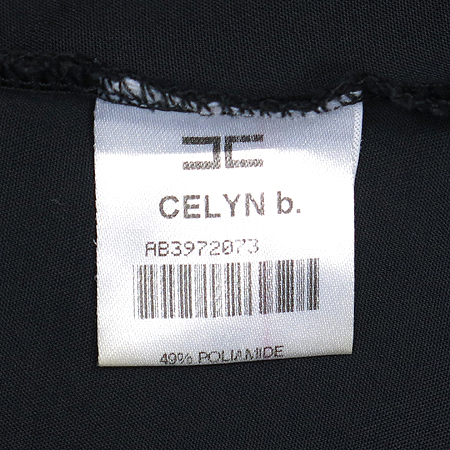 CELYN b.
AB3972073
49% POLIAMIDE